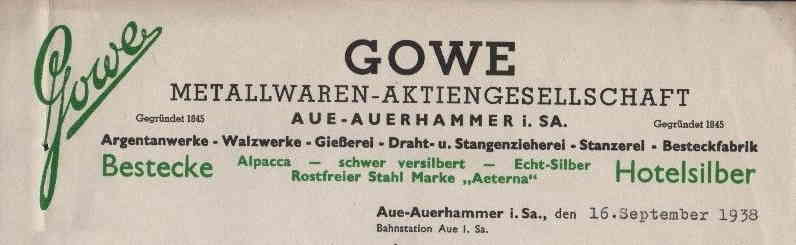 Gowe
GOWE
METALLWAREN-AKTIENGESELLSCHAFT
Gegründet 1845 AUE-AUERHAMMER i. SA. Gegründet 1845
Argentanwerke - Walzwerke - Gießerei - Draht- u. Stangenzieherei - Stanzerei - Besteckfabrik
Bestecke Alpacca — schwer versilbert — Echt-Silber Hotelsilber
Rostfreier Stahl Marke „Aeterna“
Aue-Auerhammer i. Sa., den 16.September 1938
Bahnstation Aue i. Sa.